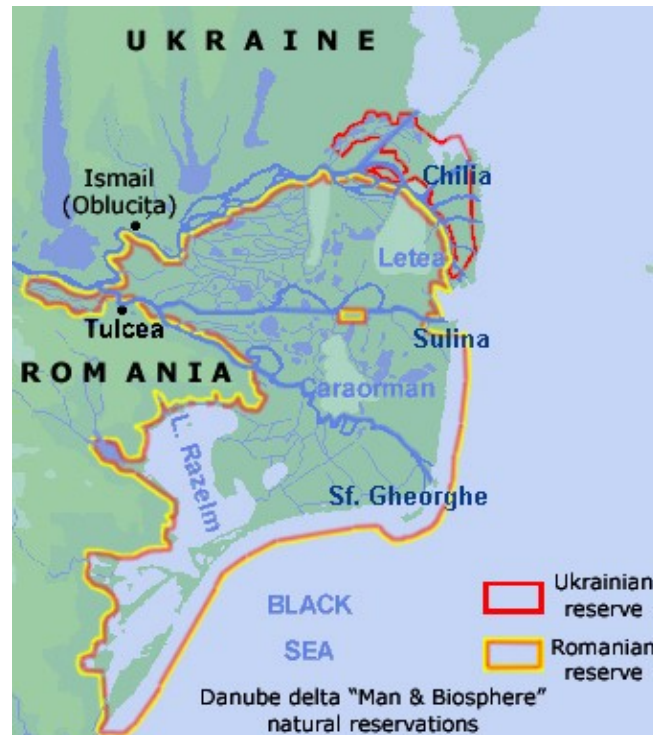 UKRAINE
Ismail
(Oblucița)
Chilia
Letea
Tulcea
Sulina
ROMANIA
Caraorman
L. Razelm
Sf. Gheorghe
BLACK
SEA
Ukrainian
reserve
Romanian
reserve
Danube delta "Man & Biosphere"
natural reservations